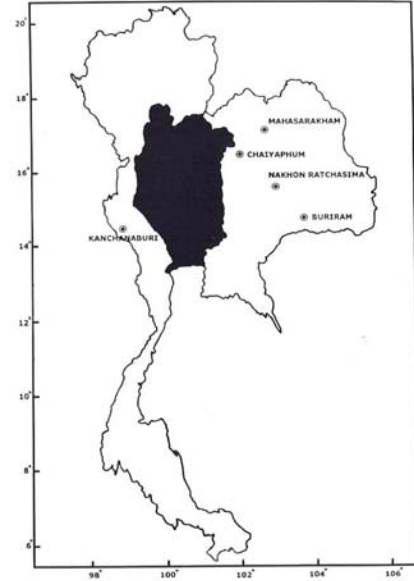 20°
18°
16°
14°
12°
10°
8°
6°
MAHASARAKHAM
CHAIYAPHUM
NAKHON RATCHASIMA
BURIRAM
KANCHANABURI
98°
100°
102°
104°
106°